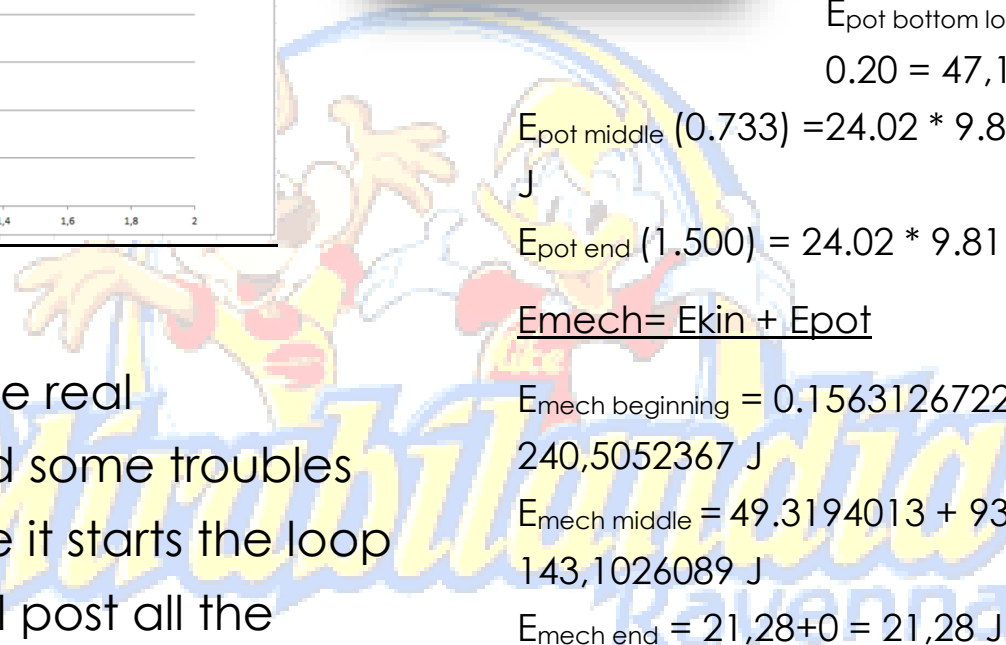 1,4 1,6 1,8 2
e real
d some troubles
e it starts the loop
l post all the
Epot bottom lo
0.20 = 47,1
Epot middle (0.733) =24.02 * 9.8
J
Epot end (1.500) = 24.02 * 9.81
Emech= Ekin + Epot
Emech beginning = 0.1563126722
240,5052367 J
Emech middle = 49.3194013 + 93
143,1026089 J
Emech end = 21,28+0 = 21,28 J
Mirabilandia
Ravenna